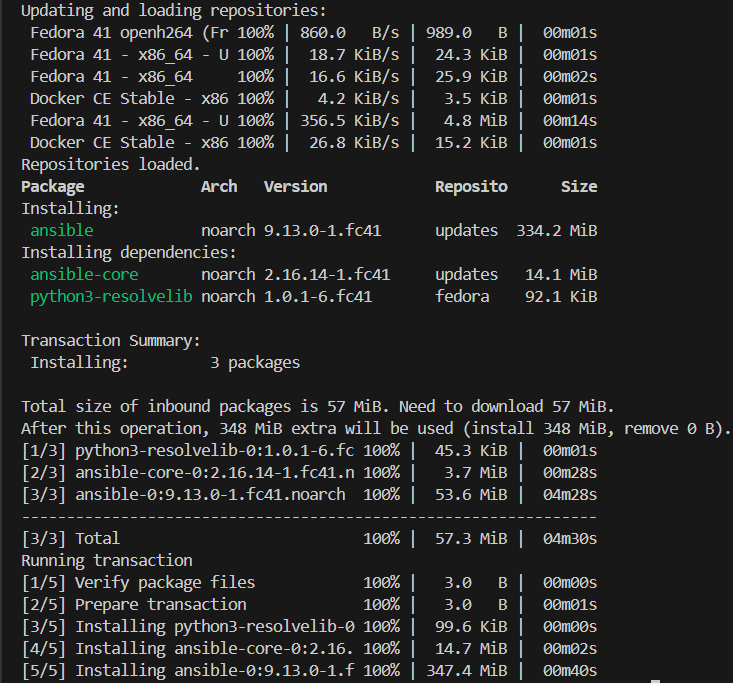 Updating and loading repositories:
 Fedora 41 openh264 (Fr 100% | 860.0   B/s | 989.0   B |  00m01s
 Fedora 41 - x86_64 - U 100% |  18.7 KiB/s |  24.3 KiB |  00m01s
 Fedora 41 - x86_64     100% |  16.6 KiB/s |  25.9 KiB |  00m02s
 Docker CE Stable - x86 100% |   4.2 KiB/s |   3.5 KiB |  00m01s
 Fedora 41 - x86_64 - U 100% | 356.5 KiB/s |   4.8 MiB |  00m14s
 Docker CE Stable - x86 100% |  26.8 KiB/s |  15.2 KiB |  00m01s
Repositories loaded.
Package             Arch   Version            Reposito      Size
Installing:
 ansible            noarch 9.13.0-1.fc41      updates  334.2 MiB
Installing dependencies:
 ansible-core       noarch 2.16.14-1.fc41     updates   14.1 MiB
 python3-resolvelib noarch 1.0.1-6.fc41       fedora    92.1 KiB

Transaction Summary:
 Installing:         3 packages

Total size of inbound packages is 57 MiB. Need to download 57 MiB.
After this operation, 348 MiB extra will be used (install 348 MiB, remove 0 B).
[1/3] python3-resolvelib-0:1.0.1-6.fc 100% |  45.3 KiB |  00m01s
[2/3] ansible-core-0:2.16.14-1.fc41.n 100% |   3.7 MiB |  00m28s
[3/3] ansible-0:9.13.0-1.fc41.noarch  100% |  53.6 MiB |  04m28s
----------------------------------------------------------------
[3/3] Total                           100% |  57.3 MiB |  04m30s
Running transaction
[1/5] Verify package files            100% |   3.0   B |  00m00s
[2/5] Prepare transaction             100% |   3.0   B |  00m01s
[3/5] Installing python3-resolvelib-0 100% |  99.6 KiB |  00m00s
[4/5] Installing ansible-core-0:2.16. 100% |  14.7 MiB |  00m02s
[5/5] Installing ansible-0:9.13.0-1.f 100% | 347.4 MiB |  00m40s